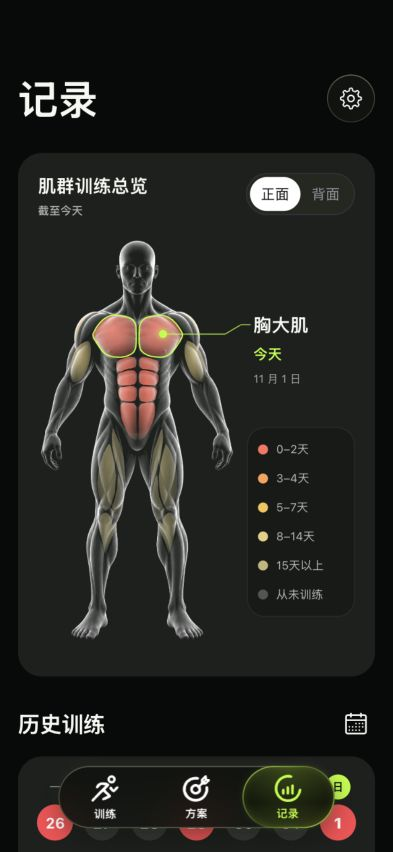 记录
肌群训练总览
截至今天
正面 背面
胸大肌
今天
11 月 1 日
0–2天
3–4天
5–7天
8–14天
15天以上
从未训练
历史训练
日
26
1
训练 方案 记录